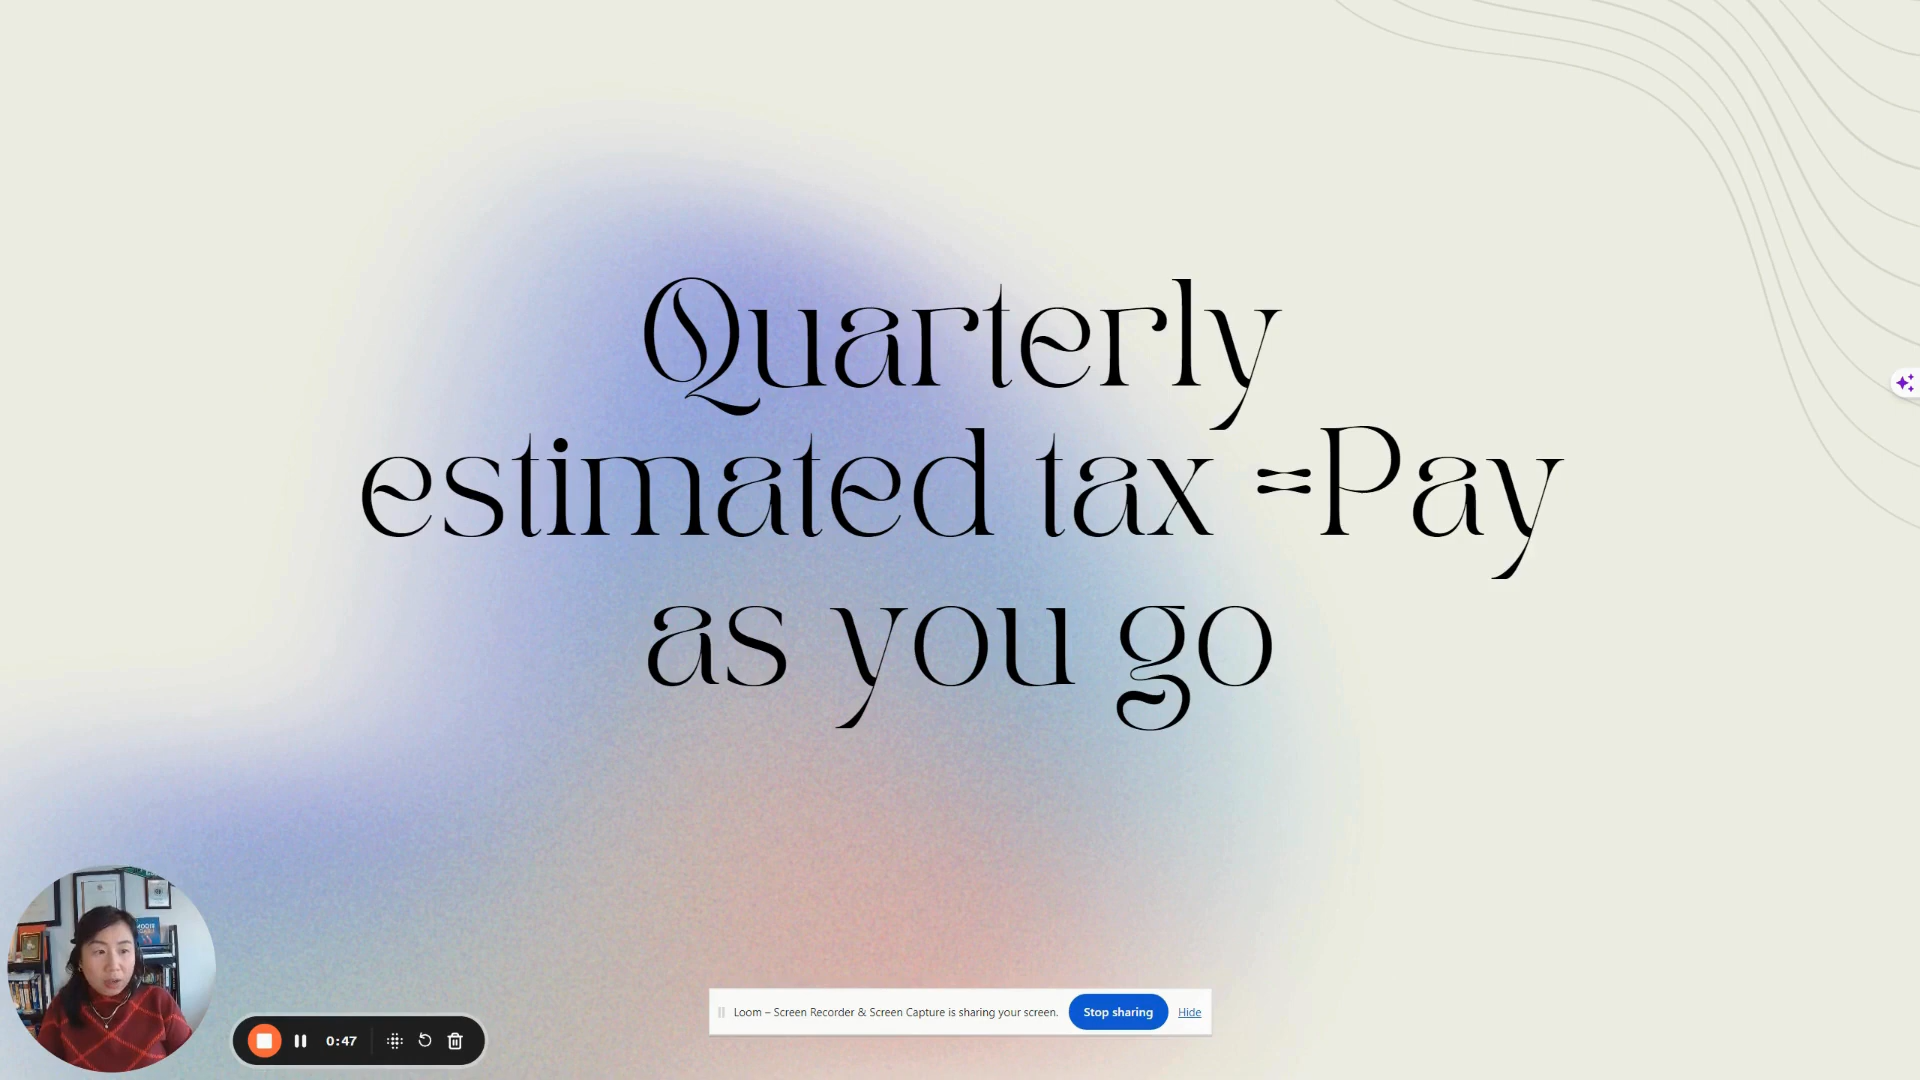 Quarterly
estimated tax =Pay
as you go
0:47
Loom – Screen Recorder & Screen Capture is sharing your screen.
Stop sharing
Hide